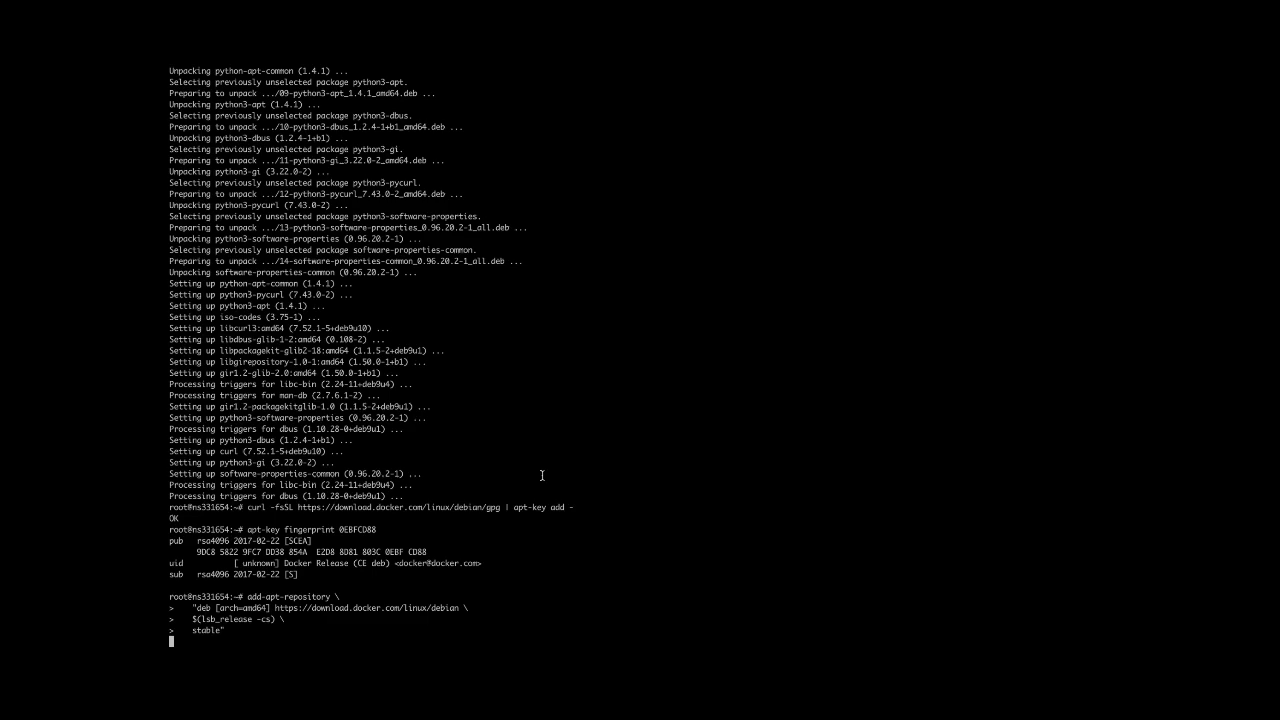 Unpacking python-apt-common (1.4.1) ...
Selecting previously unselected package python3-apt.
Preparing to unpack .../09-python3-apt_1.4.1_amd64.deb ...
Unpacking python3-apt (1.4.1) ...
Selecting previously unselected package python3-dbus.
Preparing to unpack .../10-python3-dbus_1.2.4-1+b1_amd64.deb ...
Unpacking python3-dbus (1.2.4-1+b1) ...
Selecting previously unselected package python3-gi.
Preparing to unpack .../11-python3-gi_3.22.0-2_amd64.deb ...
Unpacking python3-gi (3.22.0-2) ...
Selecting previously unselected package python3-pycurl.
Preparing to unpack .../12-python3-pycurl_7.43.0-2_amd64.deb ...
Unpacking python3-pycurl (7.43.0-2) ...
Selecting previously unselected package python3-software-properties.
Preparing to unpack .../13-python3-software-properties_0.96.20.2-1_all.deb ...
Unpacking python3-software-properties (0.96.20.2-1) ...
Selecting previously unselected package software-properties-common.
Preparing to unpack .../14-software-properties-common_0.96.20.2-1_all.deb ...
Unpacking software-properties-common (0.96.20.2-1) ...
Setting up python-apt-common (1.4.1) ...
Setting up python3-pycurl (7.43.0-2) ...
Setting up python3-apt (1.4.1) ...
Setting up iso-codes (3.75-1) ...
Setting up libcurl3:amd64 (7.52.1-5+deb9u10) ...
Setting up libdbus-glib-1-2:amd64 (0.108-2) ...
Setting up libpackagekit-glib2-18:amd64 (1.1.5-2+deb9u1) ...
Setting up libgirepository-1.0-1:amd64 (1.50.0-1+b1) ...
Setting up gir1.2-glib-2.0:amd64 (1.50.0-1+b1) ...
Processing triggers for libc-bin (2.24-11+deb9u4) ...
Processing triggers for man-db (2.7.6.1-2) ...
Setting up gir1.2-packagekitglib-1.0 (1.1.5-2+deb9u1) ...
Setting up python3-software-properties (0.96.20.2-1) ...
Processing triggers for dbus (1.10.28-0+deb9u1) ...
Setting up python3-dbus (1.2.4-1+b1) ...
Setting up curl (7.52.1-5+deb9u10) ...
Setting up python3-gi (3.22.0-2) ...
Setting up software-properties-common (0.96.20.2-1) ...
Processing triggers for libc-bin (2.24-11+deb9u4) ...
Processing triggers for dbus (1.10.28-0+deb9u1) ...
root@ns331654:~# curl -fsSL https://download.docker.com/linux/debian/gpg | apt-key add -
OK
root@ns331654:~# apt-key fingerprint 0EBFCD88
pub   rsa4096 2017-02-22 [SCEA]
      9DC8 5822 9FC7 DD38 854A  E2D8 8D81 803C 0EBF CD88
uid           [ unknown] Docker Release (CE deb) <docker@docker.com>
sub   rsa4096 2017-02-22 [S]

root@ns331654:~# add-apt-repository \
>    "deb [arch=amd64] https://download.docker.com/linux/debian \
>    $(lsb_release -cs) \
>    stable"